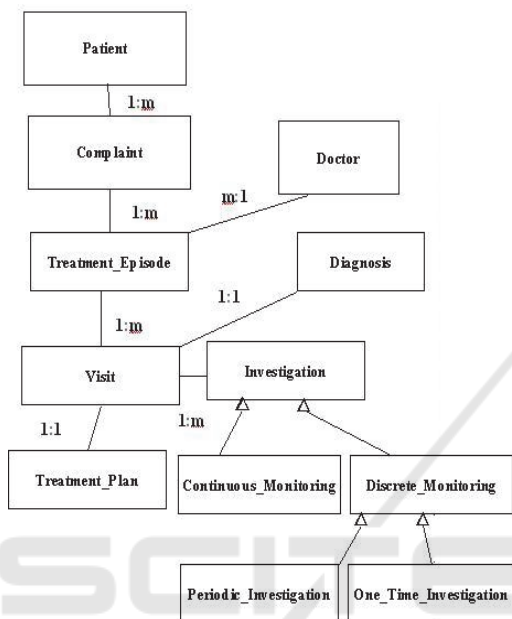 Patient
1:m
Complaint
Doctor
m:1
1:m
Treatment_Episode
Diagnosis
1:1
1:m
Visit
Investigation
1:m
1:1
Treatment_Plan
Continuous_Monitoring
Discrete_Monitoring
Periodic_Investigation
One_Time_Investigation